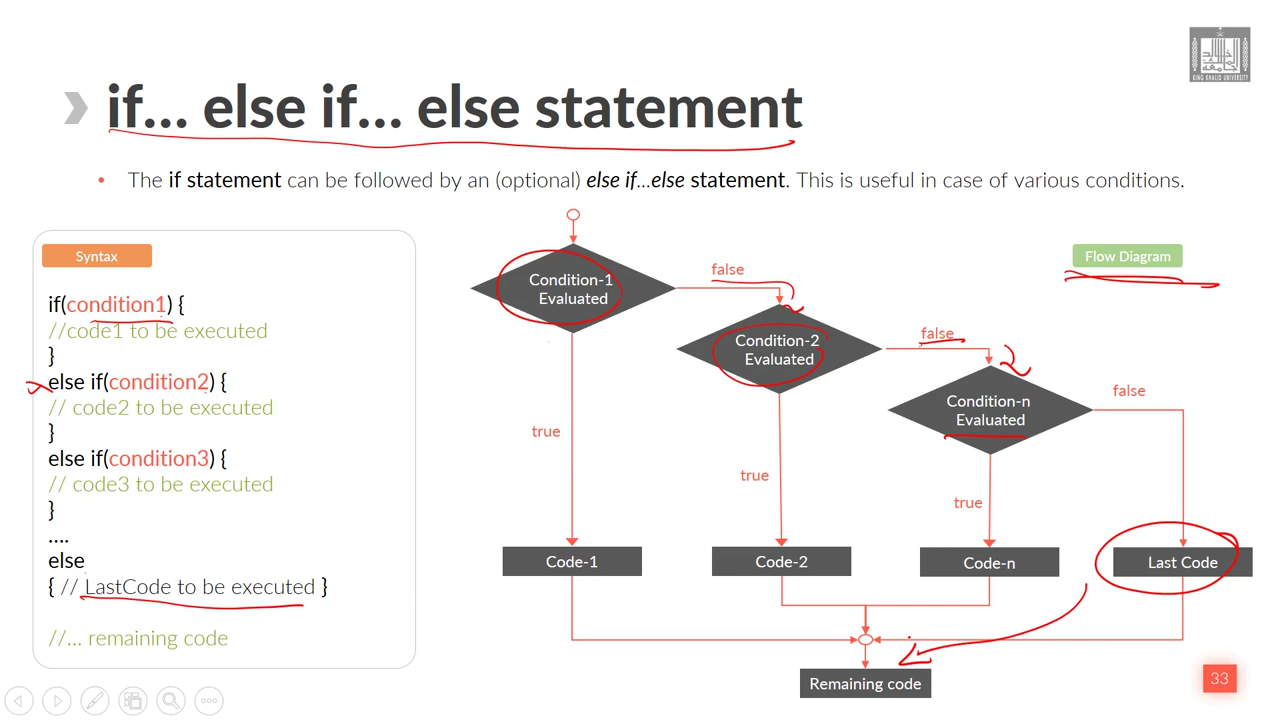 KING KHALID UNIVERSITY
if... else if... else statement
• The if statement can be followed by an (optional) else if...else statement. This is useful in case of various conditions.
Syntax
if(condition1) {
//code1 to be executed
}
else if(condition2) {
// code2 to be executed
}
else if(condition3) {
// code3 to be executed
}
....
else
{ // LastCode to be executed }
//... remaining code
Flow Diagram
Condition-1
Evaluated
false
Condition-2
Evaluated
false
Condition-n
Evaluated
false
true
true
true
Code-1
Code-2
Code-n
Last Code
Remaining code
33